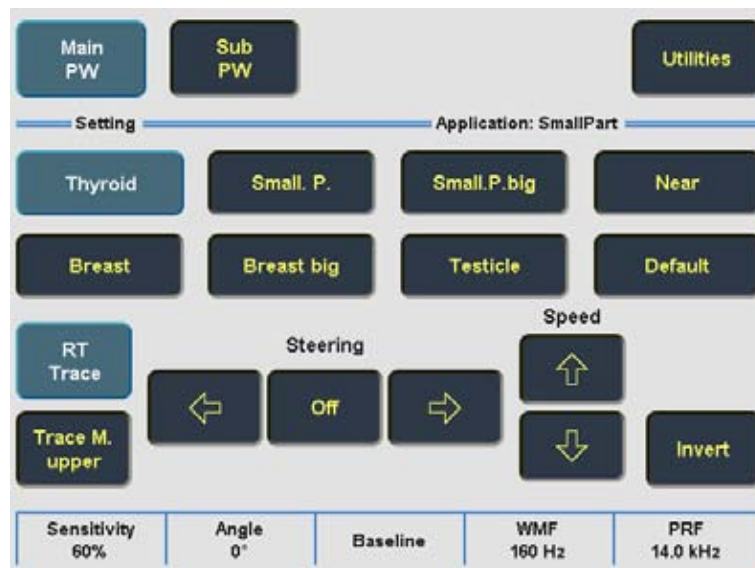 Main
PW
Sub
PW
Utilities
Setting
Application: SmallPart
Thyroid
Small. P.
Small.P.big
Near
Breast
Breast big
Testicle
Default
Speed
RT
Trace
Steering
Off
Trace M.
upper
Invert
Sensitivity
60%
Angle
0°
Baseline
WMF
160 Hz
PRF
14.0 kHz